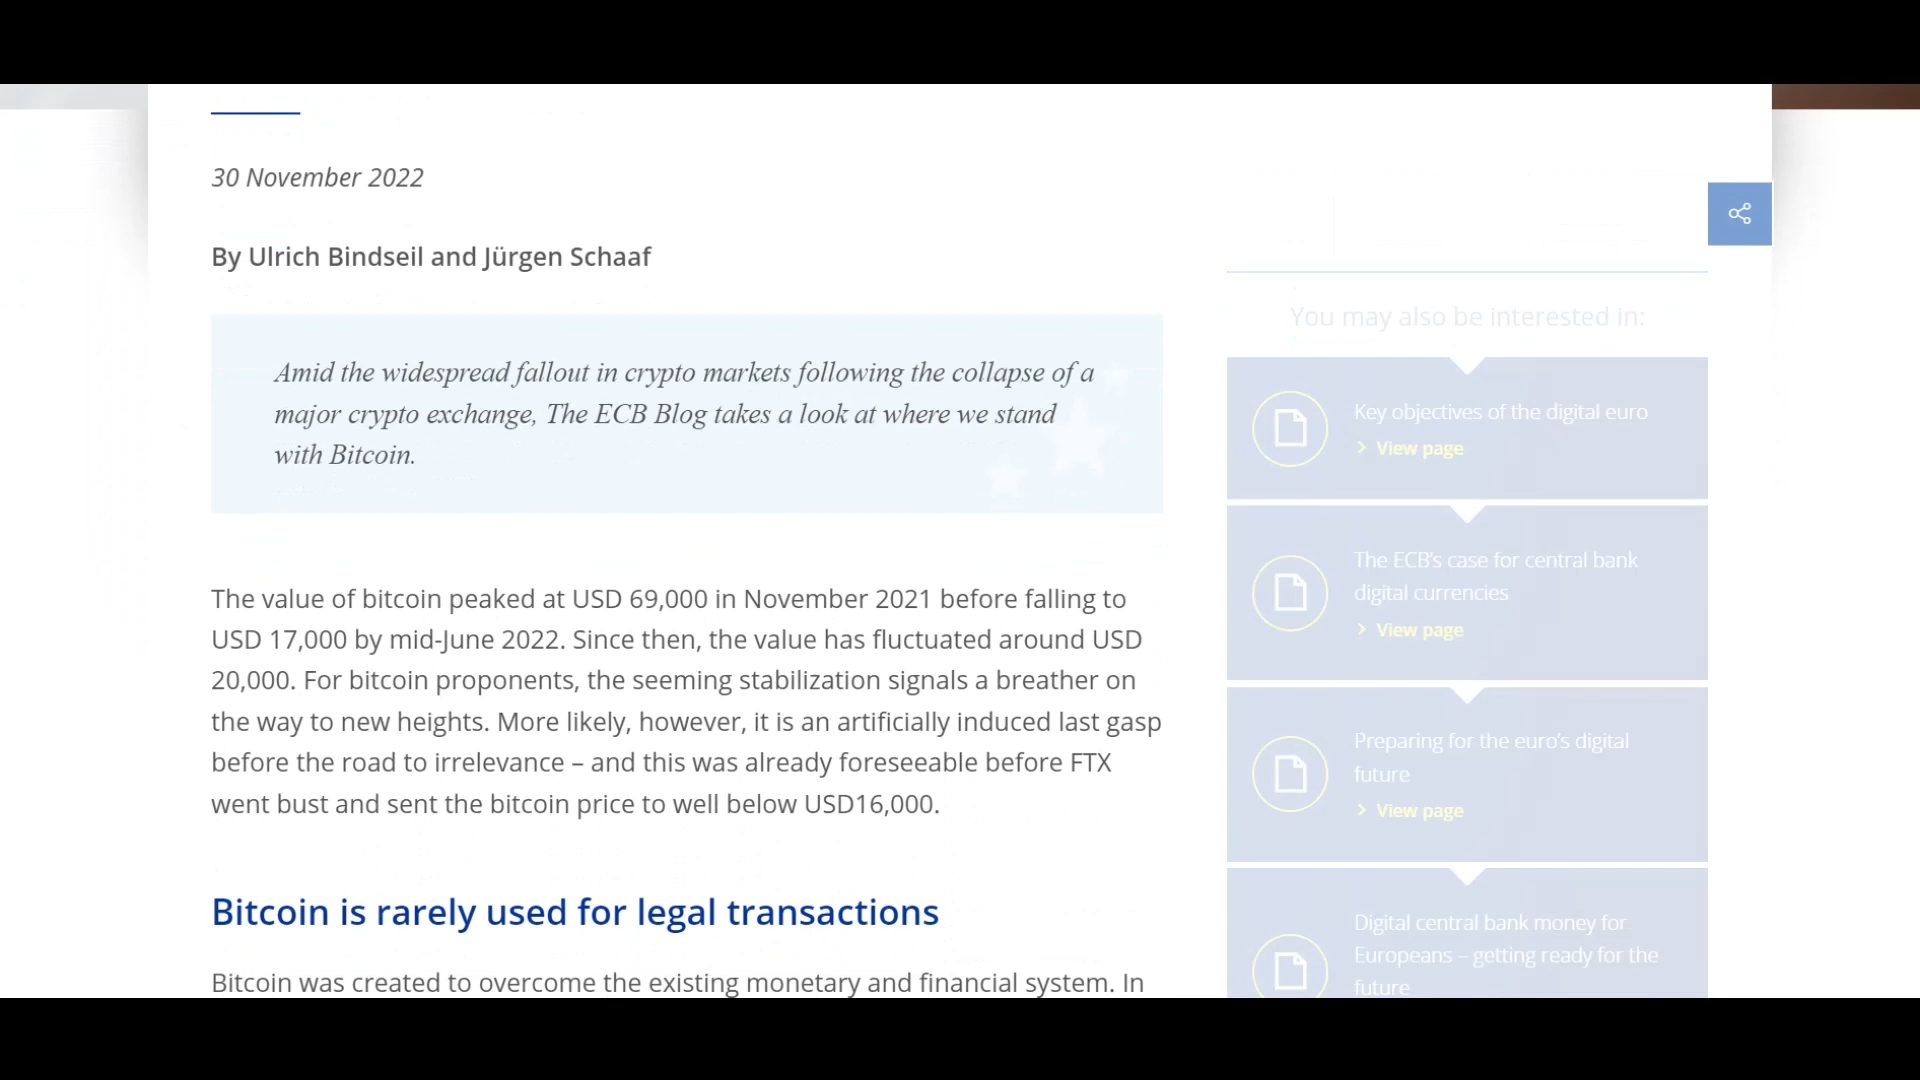 30 November 2022
By Ulrich Bindseil and Jürgen Schaaf
Amid the widespread fallout in crypto markets following the collapse of a
major crypto exchange, The ECB Blog takes a look at where we stand
with Bitcoin.
The value of bitcoin peaked at USD 69,000 in November 2021 before falling to
USD 17,000 by mid-June 2022. Since then, the value has fluctuated around USD
20,000. For bitcoin proponents, the seeming stabilization signals a breather on
the way to new heights. More likely, however, it is an artificially induced last gasp
before the road to irrelevance – and this was already foreseeable before FTX
went bust and sent the bitcoin price to well below USD16,000.
Bitcoin is rarely used for legal transactions
Bitcoin was created to overcome the existing monetary and financial system. In
You may also be interested in:
Key objectives of the digital euro
View page
The ECB's case for central bank
digital currencies
View page
Preparing for the euro's digital
future
View page
Digital central bank money for
Europeans – getting ready for the
future